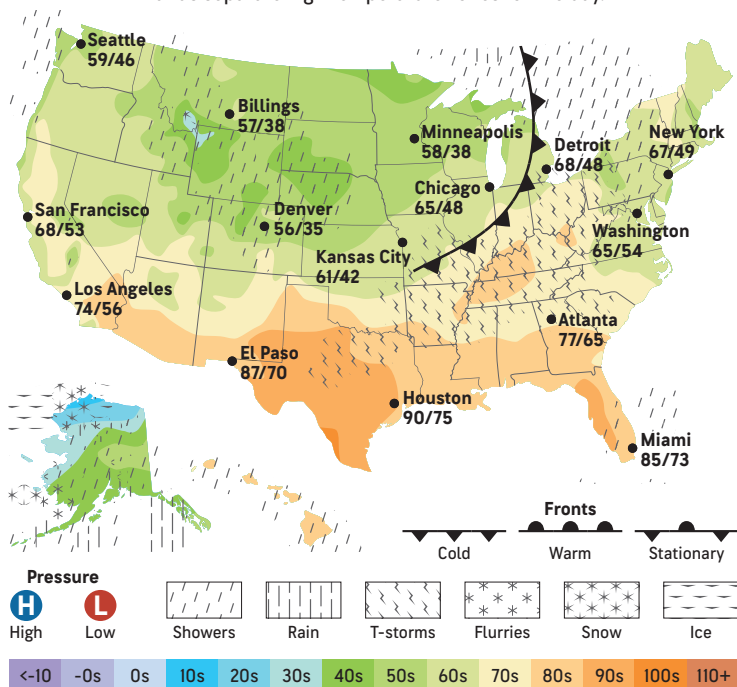 Seattle
59/46
Billings
57/38
Minneapolis
58/38
New York
67/49
Detroit
68/48
Chicago
65/48
San Francisco
68/53
Denver
56/35
Washington
65/54
Kansas City
61/42
Los Angeles
74/56
Atlanta
77/65
El Paso
87/70
Houston
90/75
Miami
85/73
Fronts
Cold
Warm
Stationary
Pressure
H
L
High
Low
Showers
Rain
T-storms
Flurries
Snow
Ice
<-10 -0s 0s 10s 20s 30s 40s 50s 60s 70s 80s 90s 100s 110+